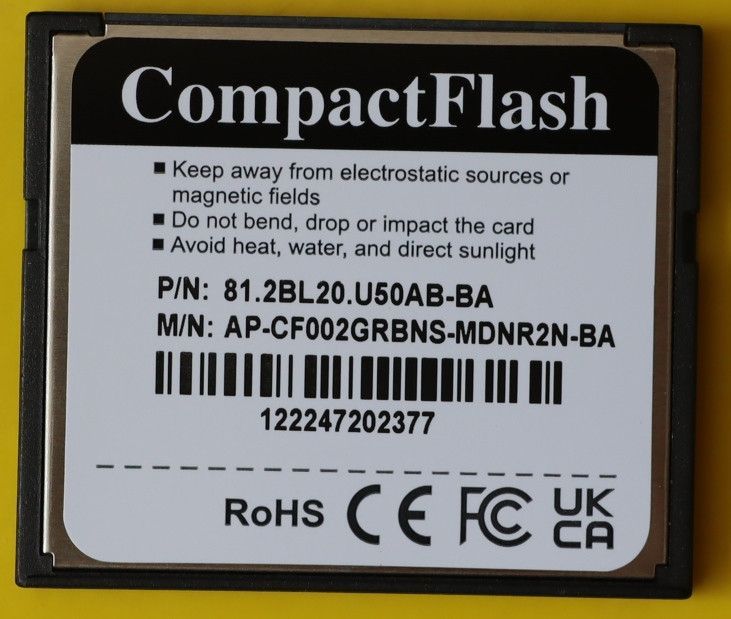 CompactFlash
■ Keep away from electrostatic sources or
magnetic fields
■ Do not bend, drop or impact the card
■ Avoid heat, water, and direct sunlight
P/N: 81.2BL20.U50AB-BA
M/N: AP-CF002GRBNS-MDNR2N-BA
122247202377
RoHS CE FC UK
CA